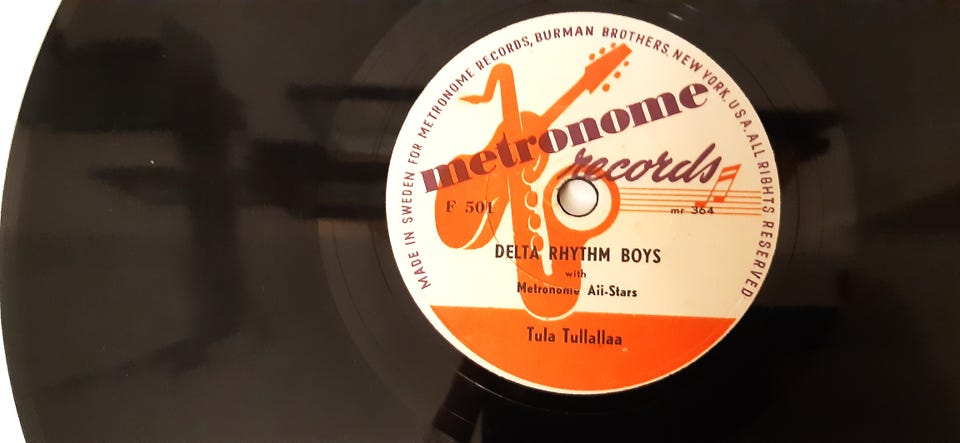 MADE IN SWEDEN FOR METRONOME RECORDS, BURMAN BROTHERS, NEW YORK, U.S.A. ALL RIGHTS RESERVED
metronome
records
F 501
mr 364
DELTA RHYTHM BOYS
with
Metronome All-Stars
Tula Tullallaa